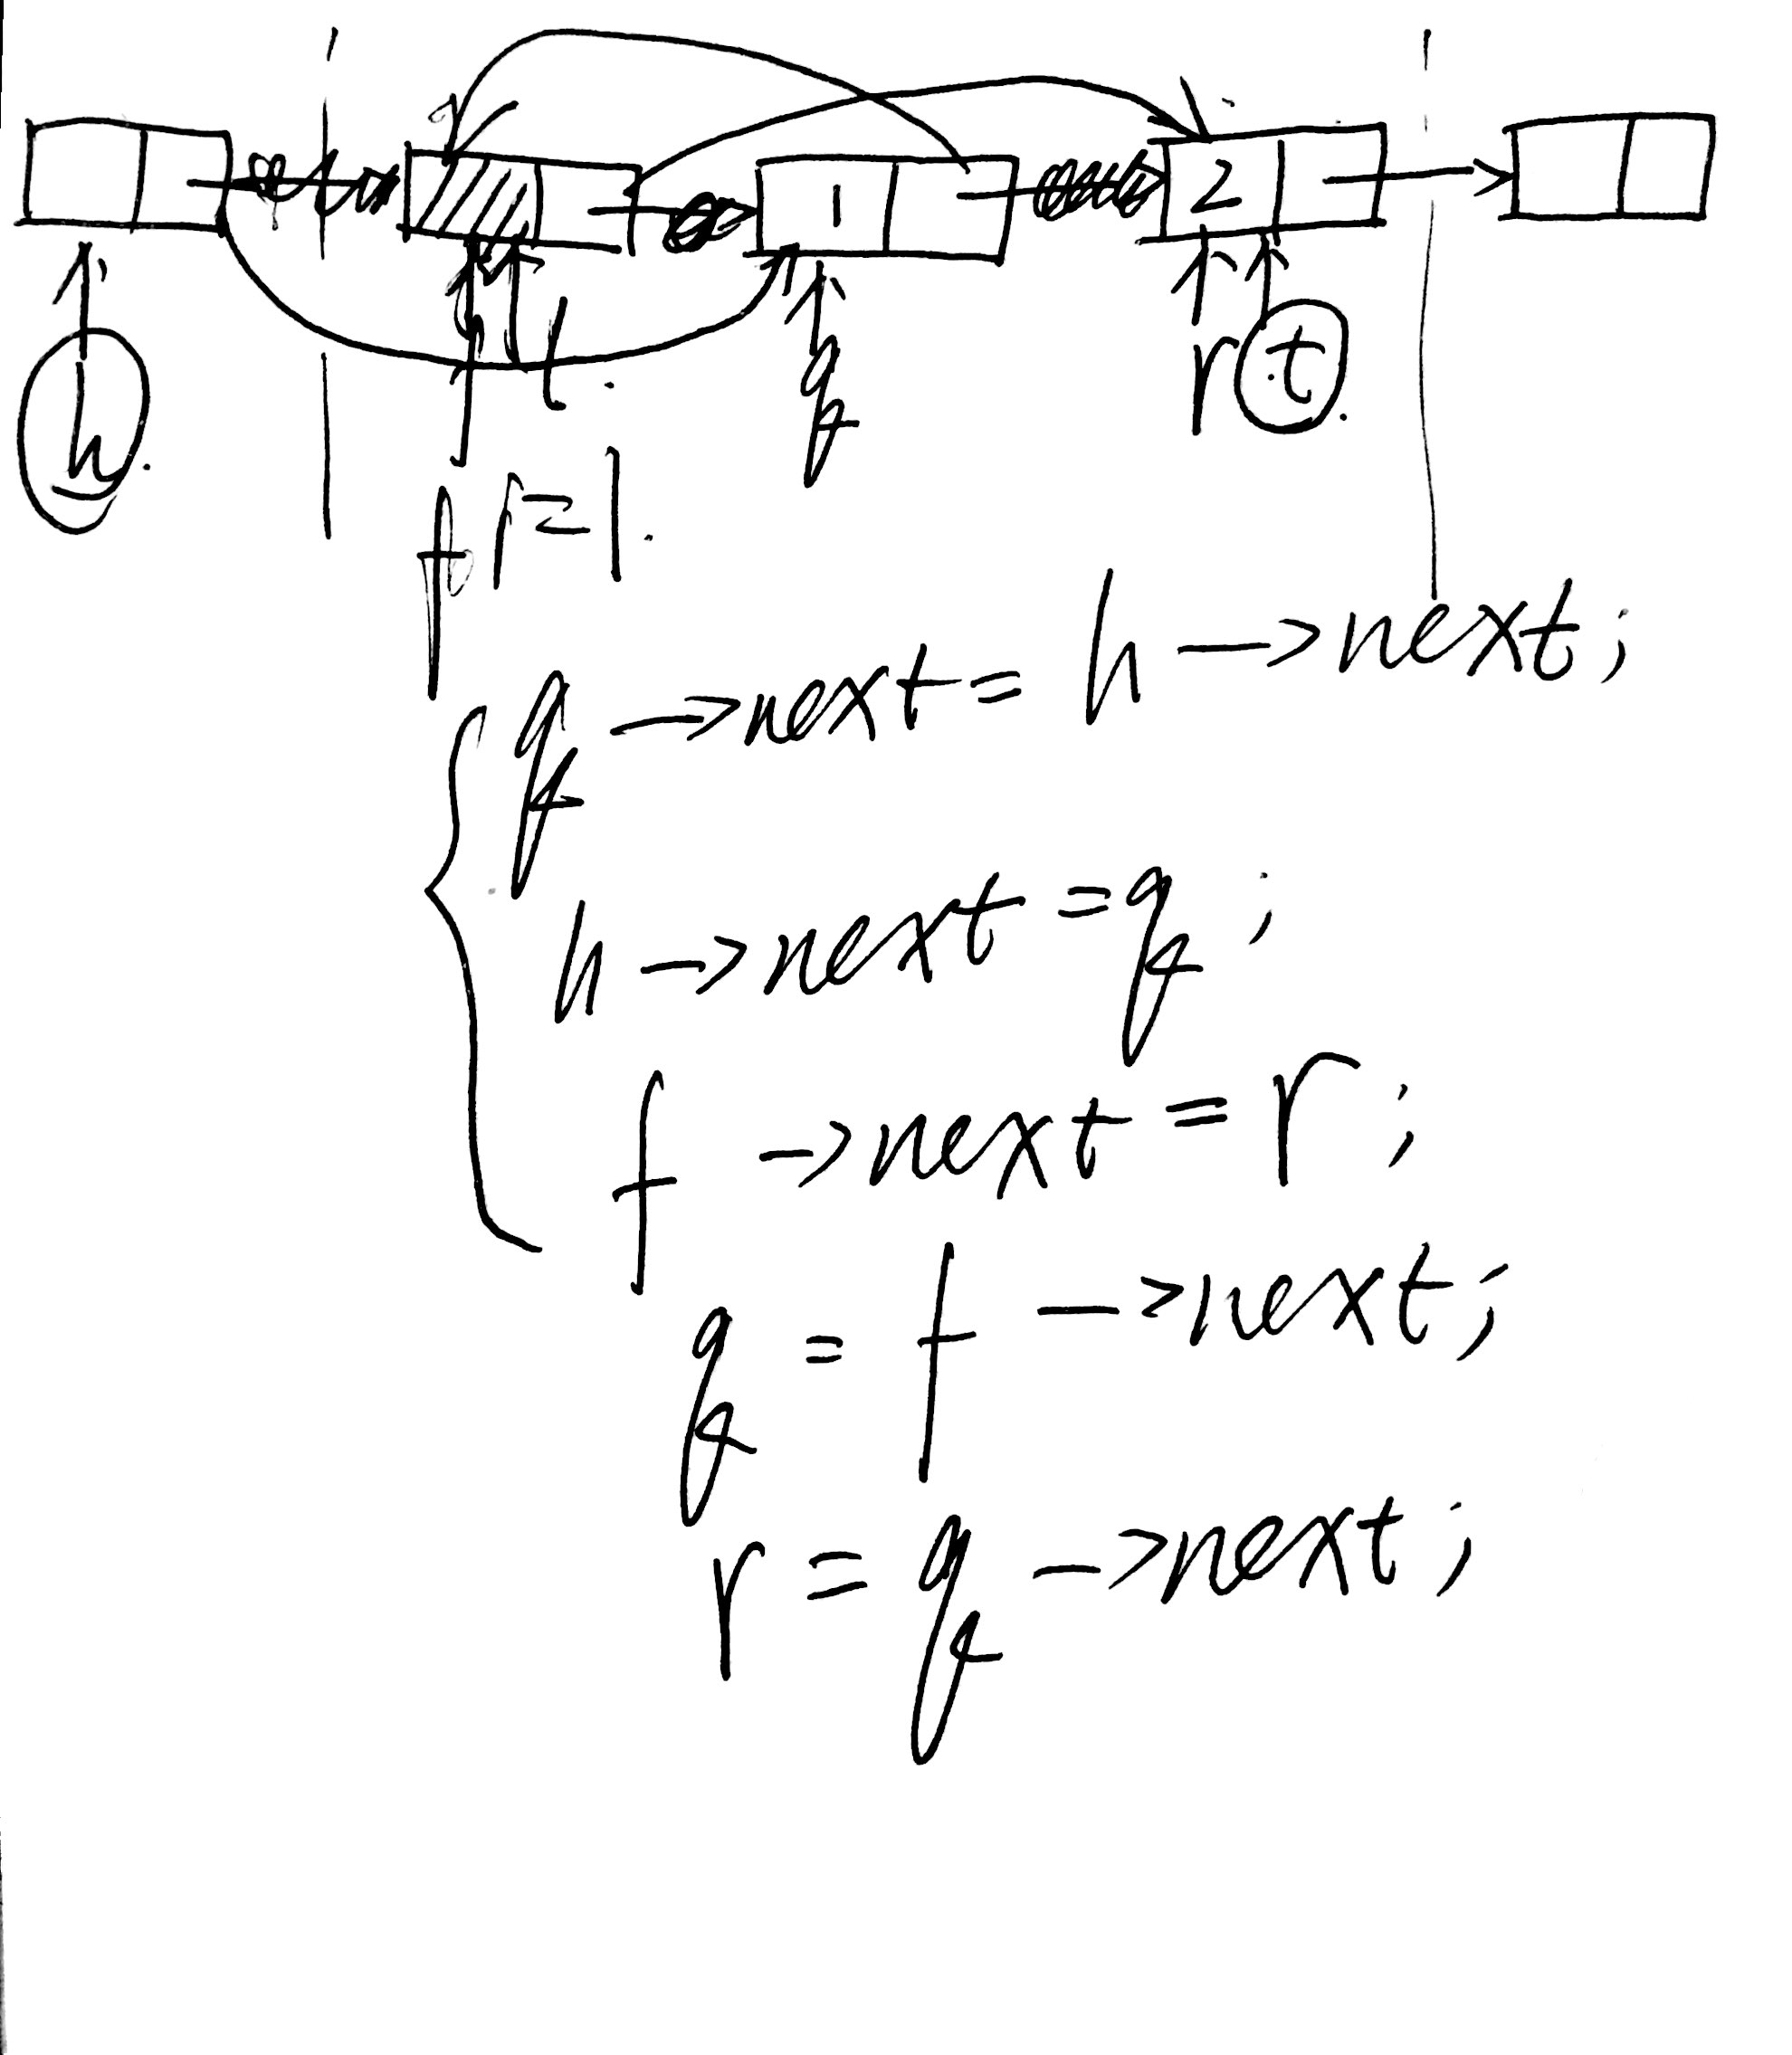 1 2
h. t. q r t.
f r=1.
q->next= h->next;
h->next=q;
f->next=r;
q=f->next;
r=q->next;